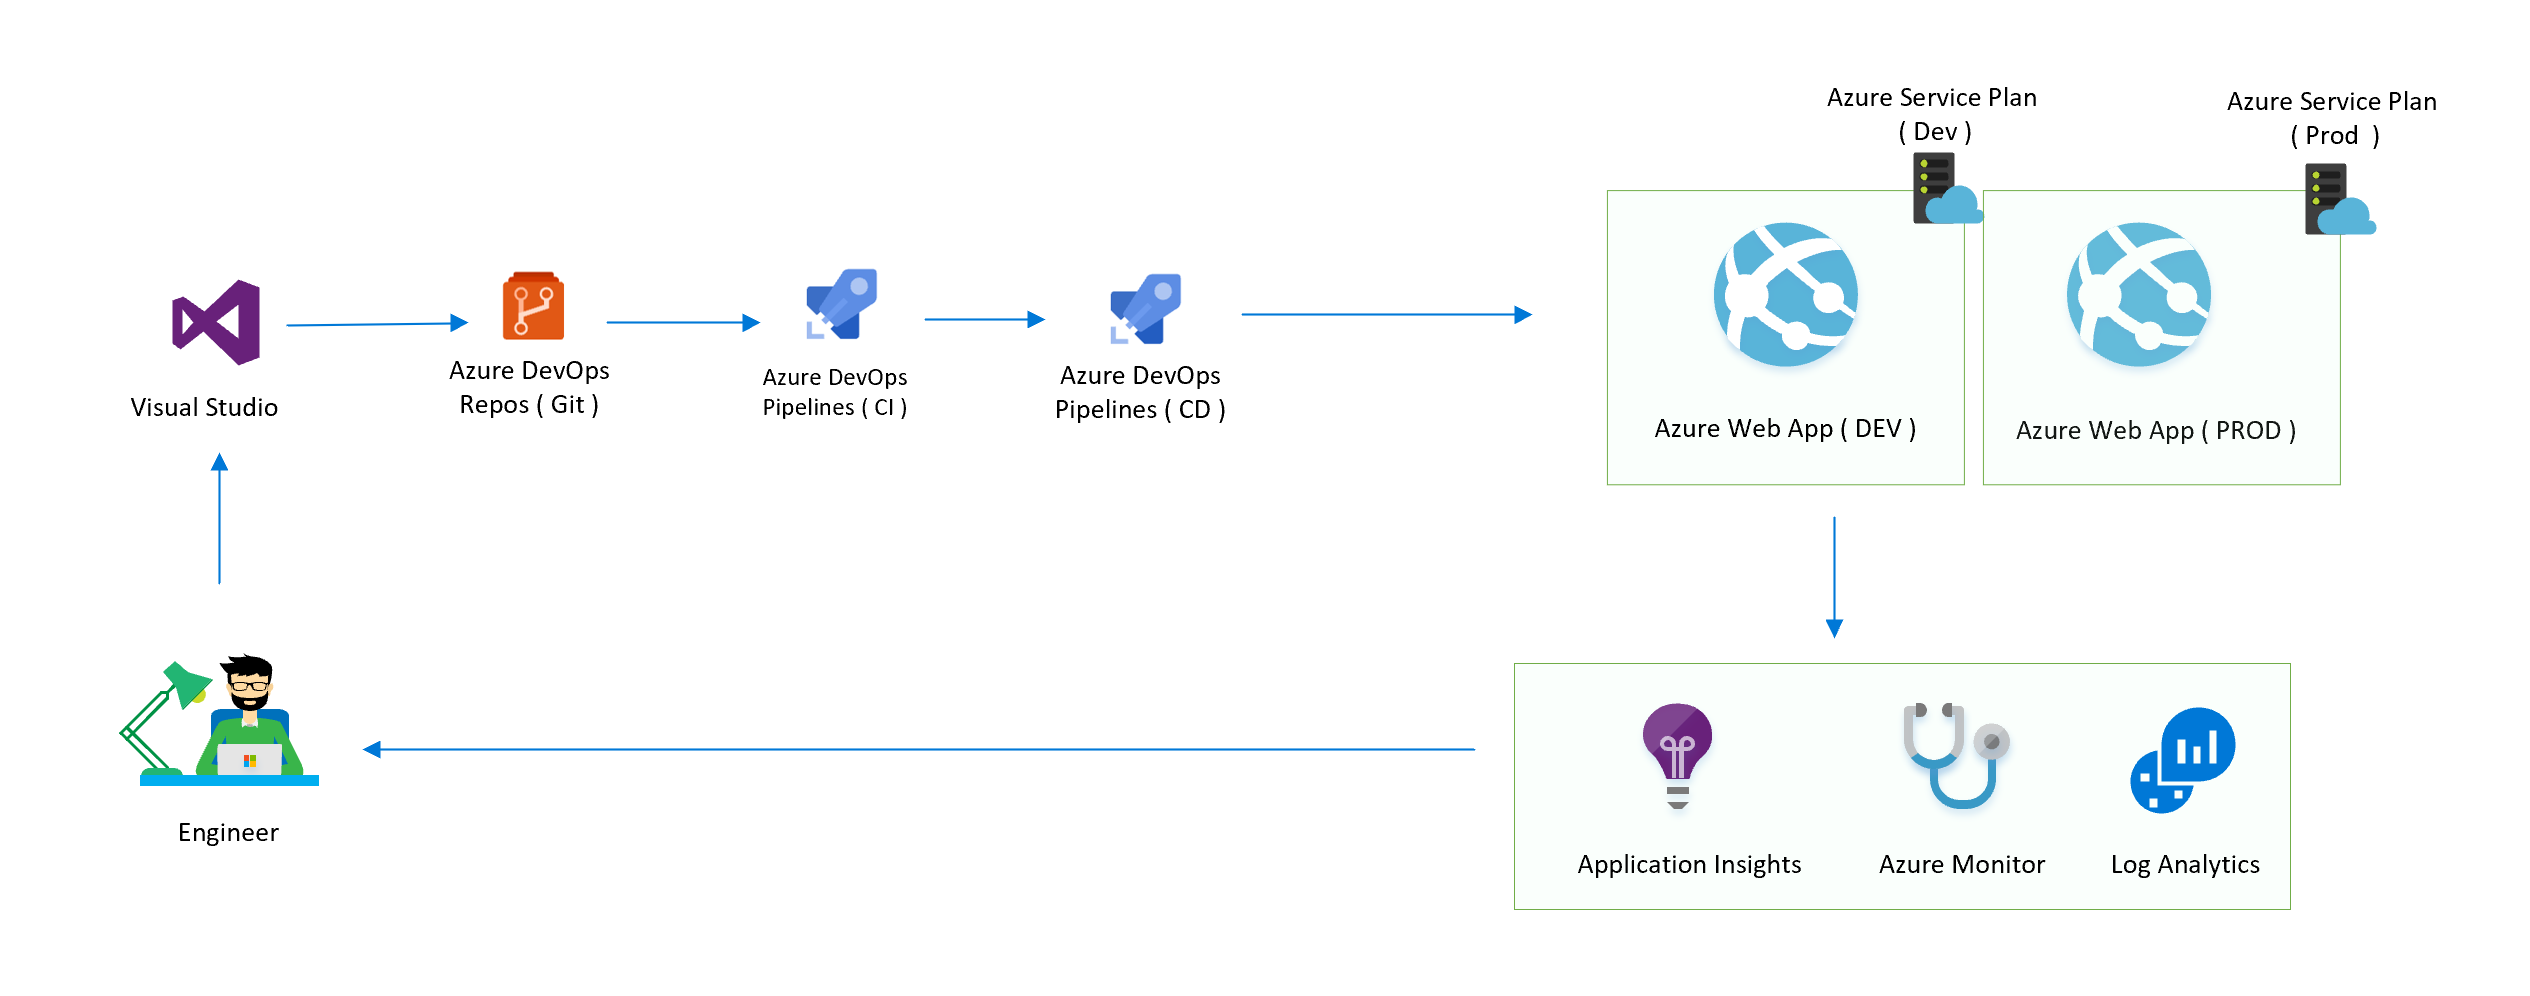 Azure Service Plan
( Dev )
Azure Service Plan
( Prod  )
Visual Studio
Azure DevOps
Repos ( Git )
Azure DevOps
Pipelines ( CI )
Azure DevOps
Pipelines ( CD )
Azure Web App ( DEV )
Azure Web App ( PROD )
Engineer
Application Insights
Azure Monitor
Log Analytics